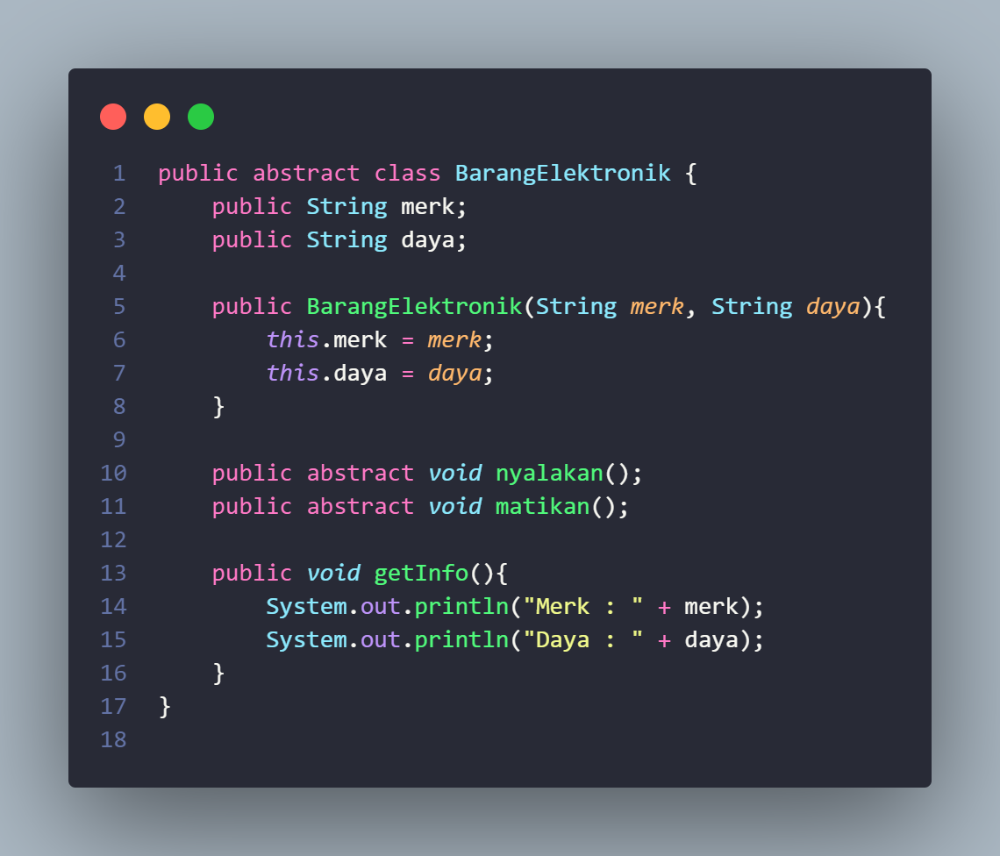 1 public abstract class BarangElektronik {
2     public String merk;
3     public String daya;
4
5     public BarangElektronik(String merk, String daya){
6         this.merk = merk;
7         this.daya = daya;
8     }
9
10     public abstract void nyalakan();
11     public abstract void matikan();
12
13     public void getInfo(){
14         System.out.println("Merk : " + merk);
15         System.out.println("Daya : " + daya);
16     }
17 }
18